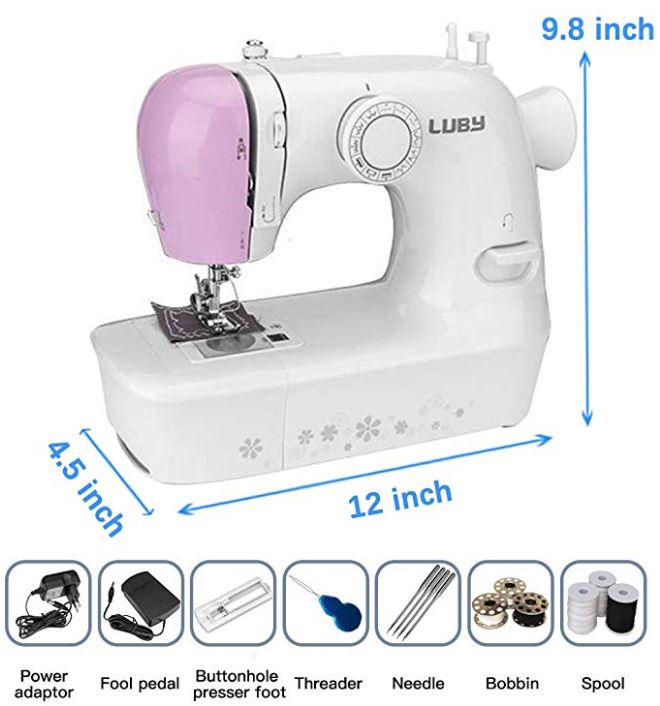 9.8 inch
LUBY
4.5 inch
12 inch
Power
adaptor
Fool pedal
Buttonhole
presser foot
Threader
Needle
Bobbin
Spool